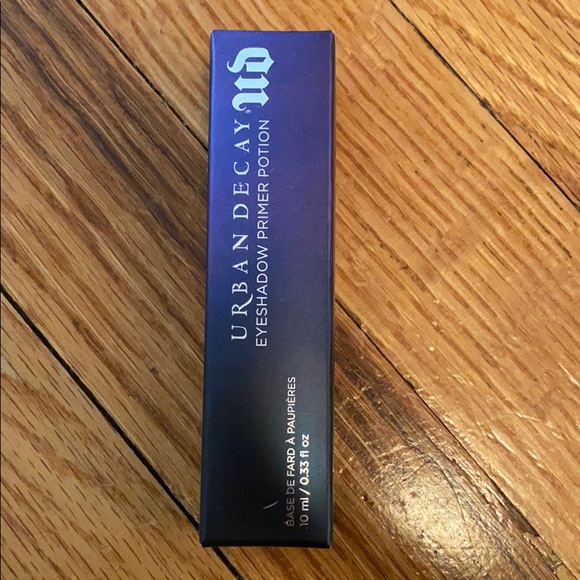 UD
URBAN DECAY
EYESHADOW PRIMER POTION
BASE DE FARD À PAUPIÈRES
10 ml / 0.33 fl oz